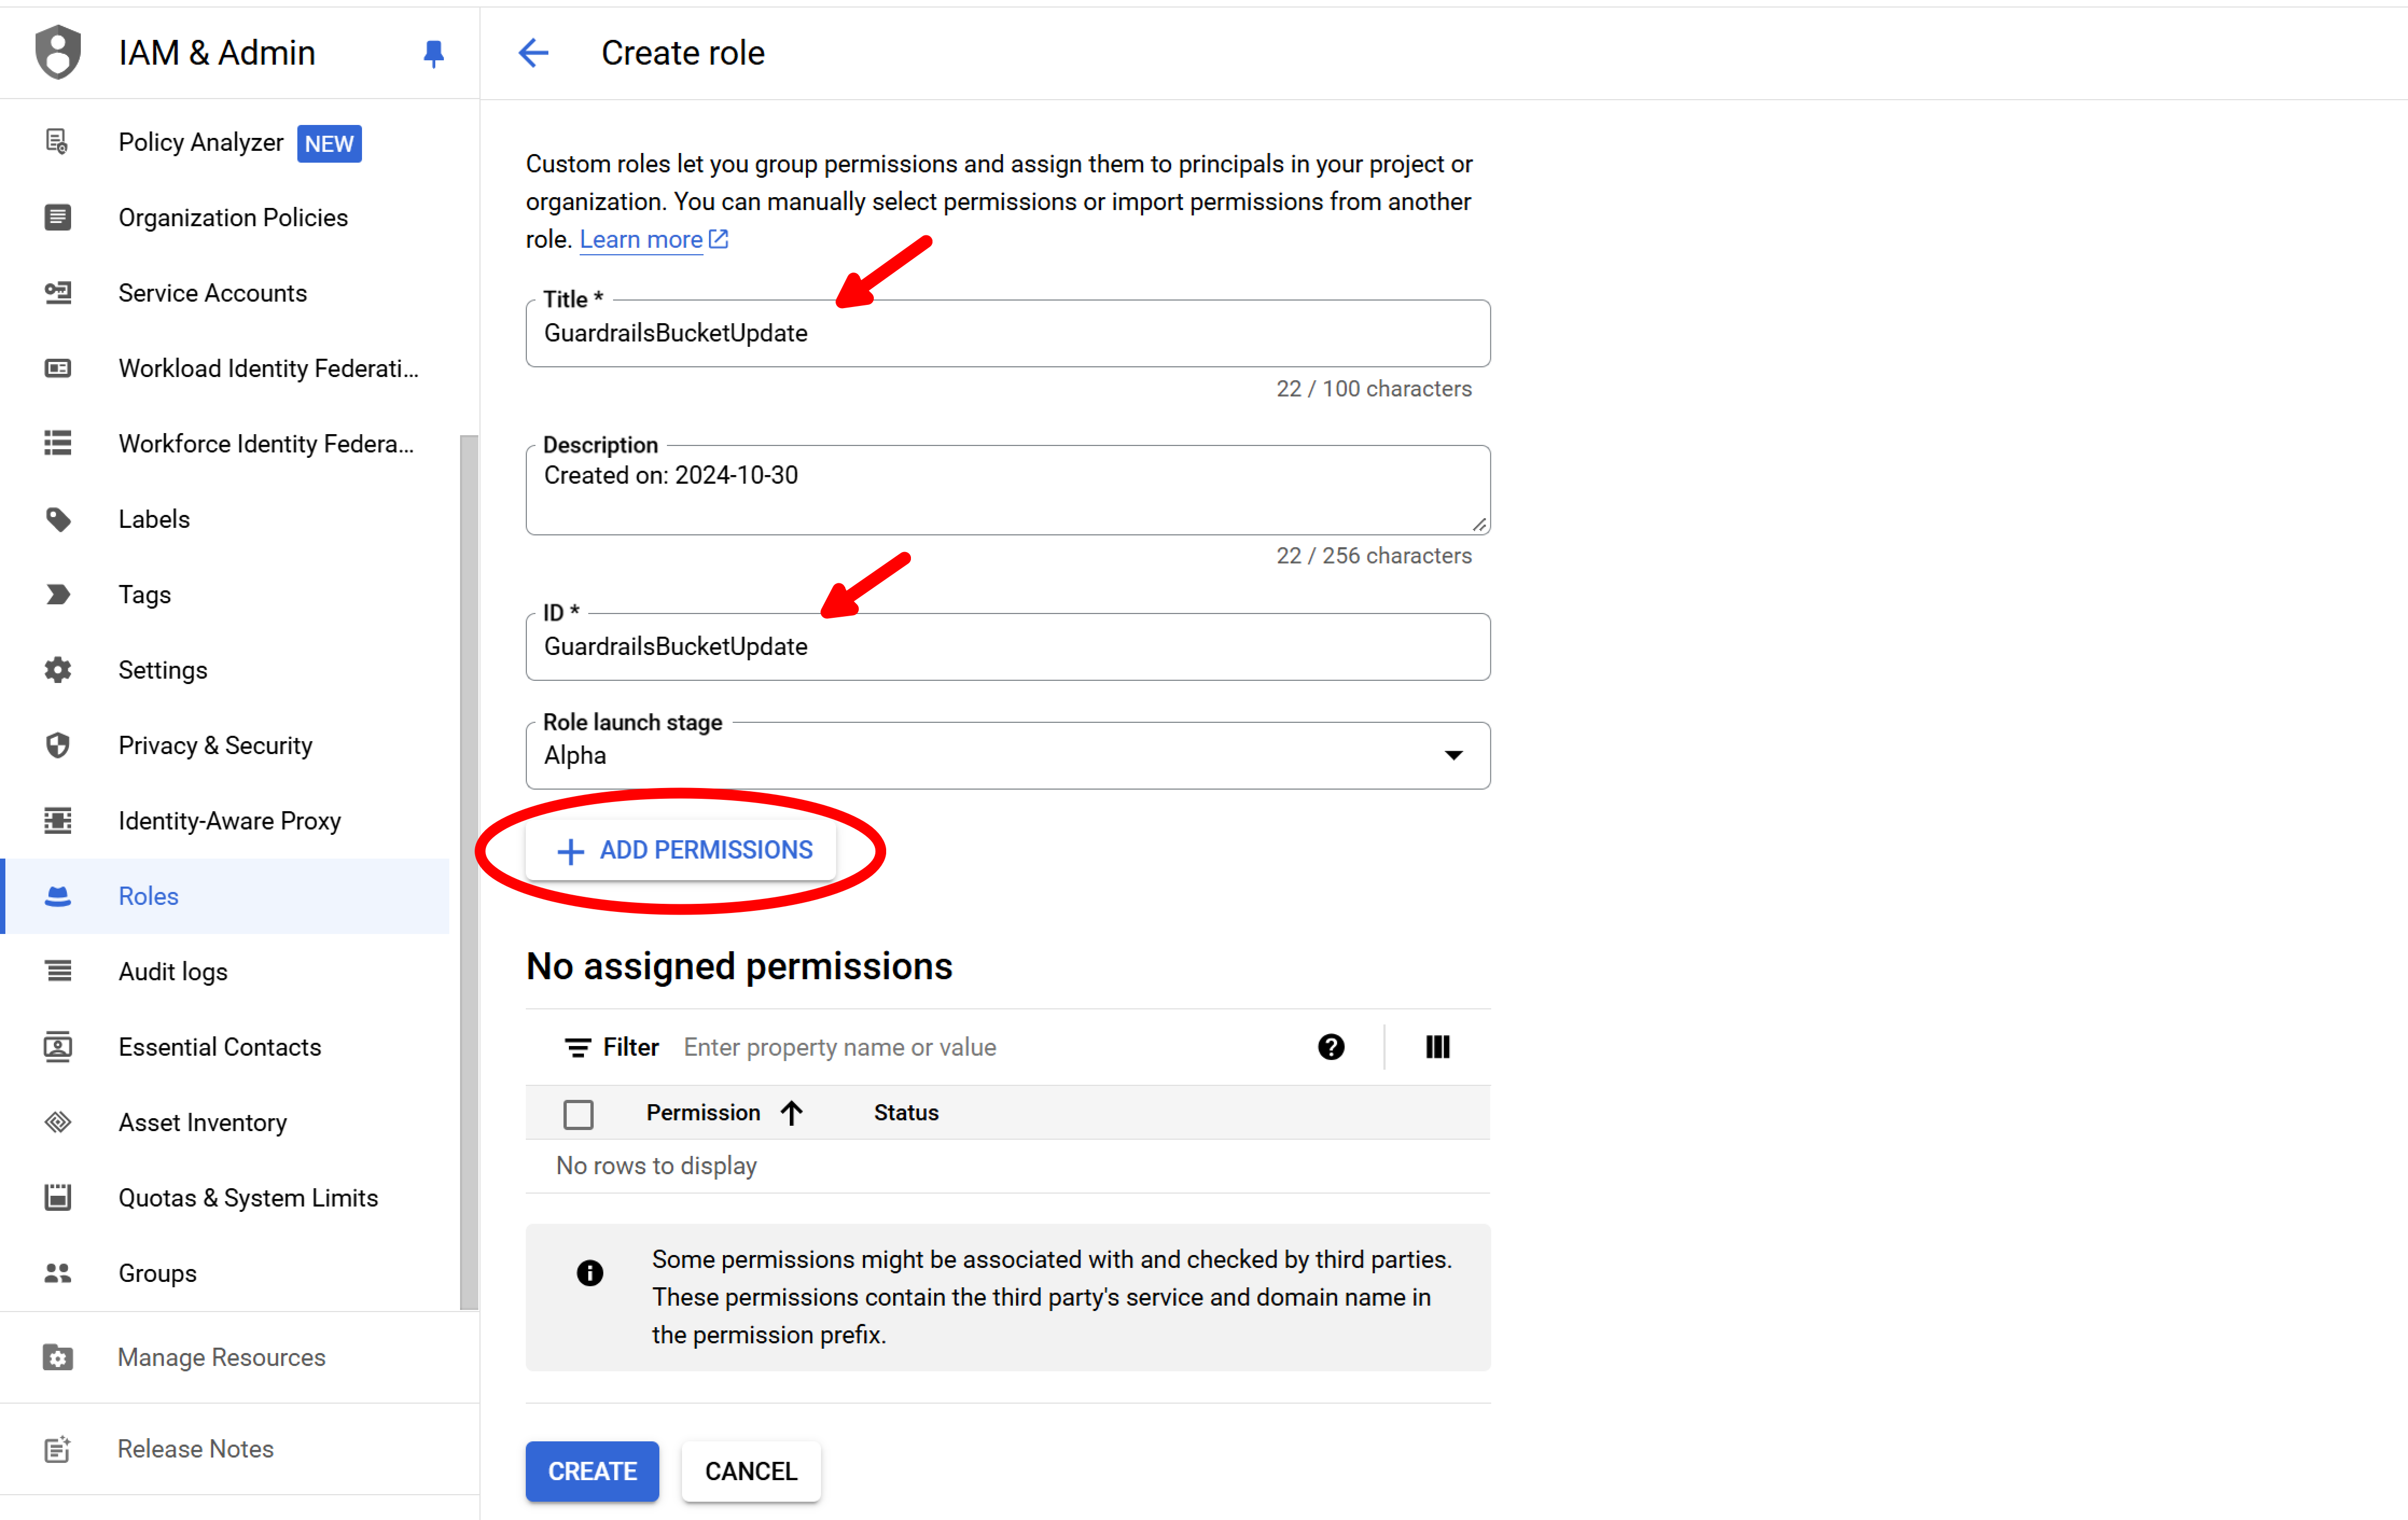 IAM & Admin
Policy Analyzer NEW
Organization Policies
Service Accounts
Workload Identity Federati...
Workforce Identity Federa...
Labels
Tags
Settings
Privacy & Security
Identity-Aware Proxy
Roles
Audit logs
Essential Contacts
Asset Inventory
Quotas & System Limits
Groups
Manage Resources
Release Notes
Create role
Custom roles let you group permissions and assign them to principals in your project or
organization. You can manually select permissions or import permissions from another
role. Learn more
Title *
GuardrailsBucketUpdate
22 / 100 characters
Description
Created on: 2024-10-30
22 / 256 characters
ID *
GuardrailsBucketUpdate
Role launch stage
Alpha
ADD PERMISSIONS
No assigned permissions
Filter Enter property name or value
Permission Status
No rows to display
Some permissions might be associated with and checked by third parties.
These permissions contain the third party's service and domain name in
the permission prefix.
CREATE CANCEL